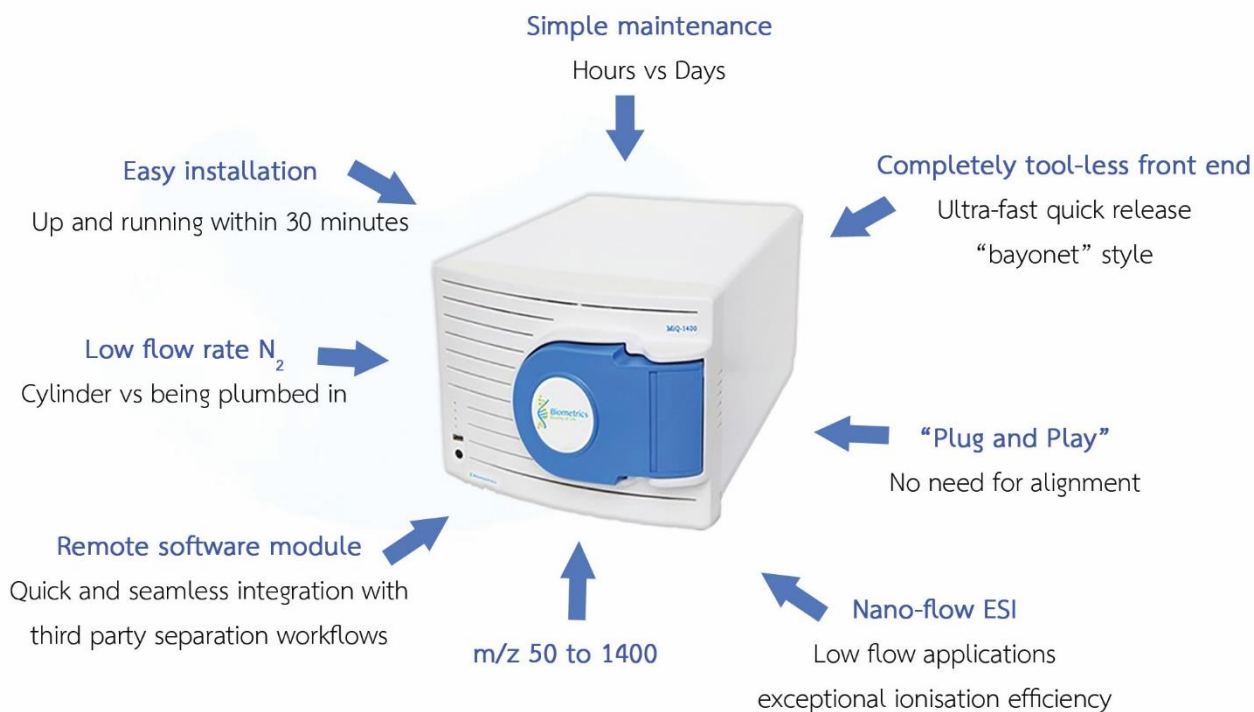 Simple maintenance
Hours vs Days
Easy installation
Up and running within 30 minutes
Completely tool-less front end
Ultra-fast quick release
“bayonet” style
MiQ-1400
Low flow rate N₂
Cylinder vs being plumbed in
Biometrics
“Plug and Play”
No need for alignment
Remote software module
Quick and seamless integration with
third party separation workflows
m/z 50 to 1400
Nano-flow ESI
Low flow applications
exceptional ionisation efficiency